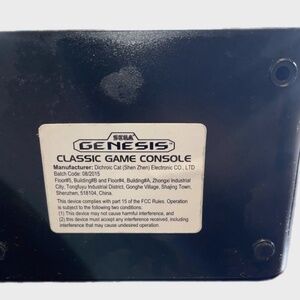 SEGA
GENESIS
CLASSIC GAME CONSOLE
Manufacturer: Dichroic Cat (Shen Zhen) Electronic CO., LTD
Batch Code: 08/2015
Floor#5, Building#B and Floor#4, Building#A, Zhongxi Industrial
City, Tongfuyu Industrial District, Gonghe Village, Shajing Town,
Shenzhen, 518104, China.
This device complies with part 15 of the FCC Rules. Operation
is subject to the following two conditions:
(1) This device may not cause harmful interference, and
(2) this device must accept any interference received, including
interference that may cause undesired operation.